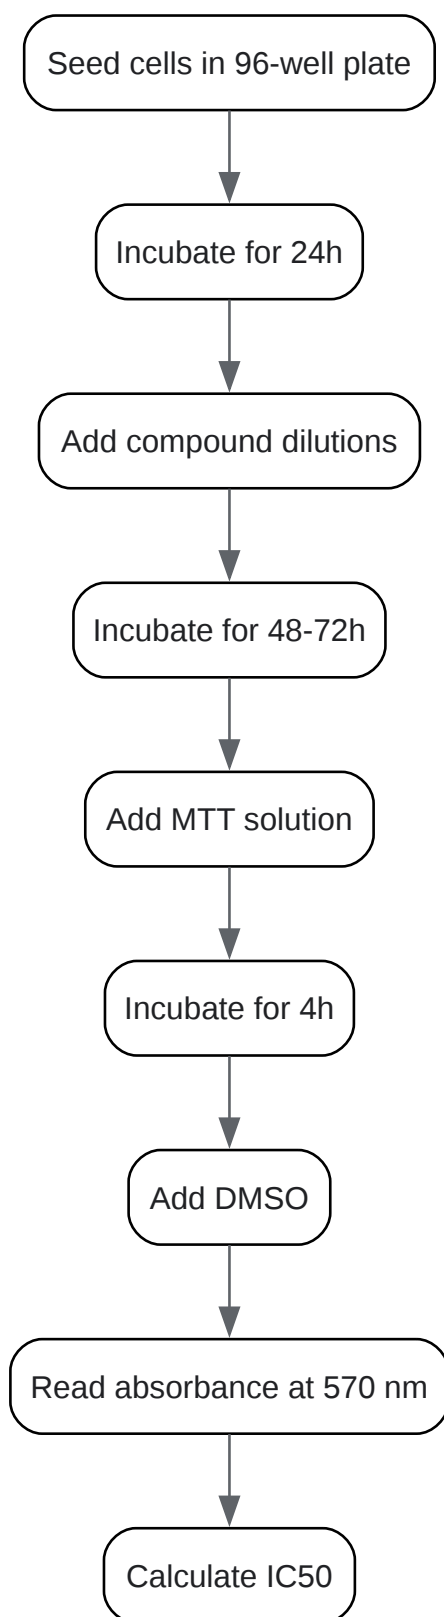 Seed cells in 96-well plate
Incubate for 24h
Add compound dilutions
Incubate for 48-72h
Add MTT solution
Incubate for 4h
Add DMSO
Read absorbance at 570 nm
Calculate IC50